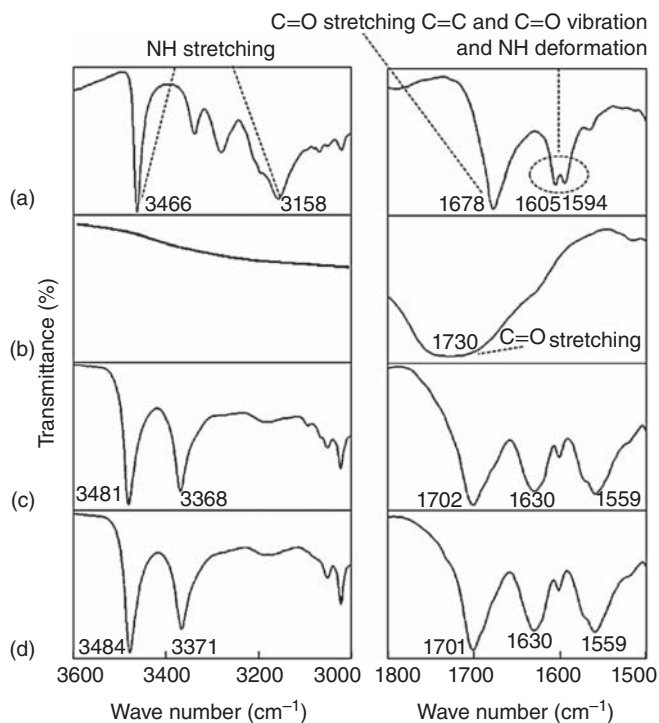 C=O stretching C=C and C=O vibration
NH stretching and NH deformation
(a)
3466 3158 1678 1605 1594
Transmittance (%)
(b)
1730 C=O stretching
(c)
3481 3368 1702 1630 1559
(d)
3484 3371 1701 1630 1559
3600 3400 3200 3000 1800 1700 1600 1500
Wave number (cm⁻¹) Wave number (cm⁻¹)